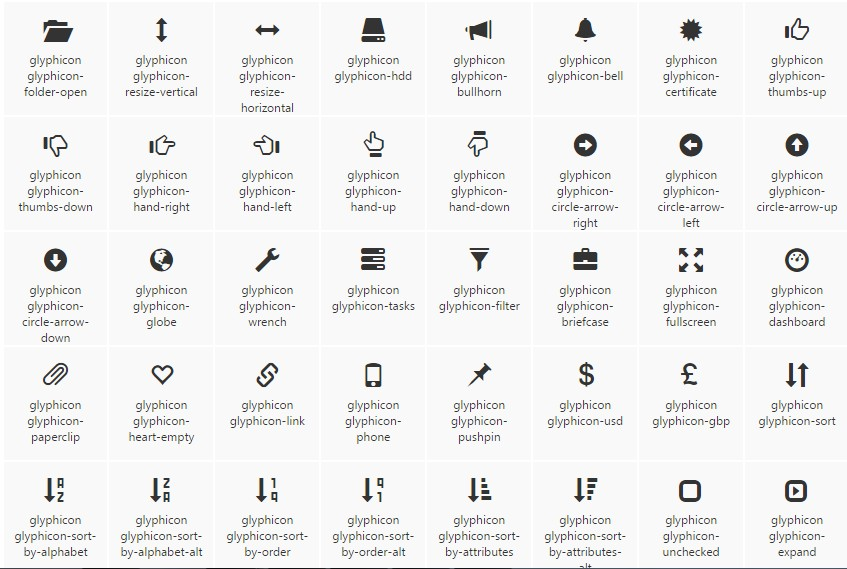 glyphicon
glyphicon-
folder-open
glyphicon
glyphicon-
resize-vertical
glyphicon
glyphicon-
resize-
horizontal
glyphicon
glyphicon-hdd
glyphicon
glyphicon-
bullhorn
glyphicon
glyphicon-bell
glyphicon
glyphicon-
certificate
glyphicon
glyphicon-
thumbs-up
glyphicon
glyphicon-
thumbs-down
glyphicon
glyphicon-
hand-right
glyphicon
glyphicon-
hand-left
glyphicon
glyphicon-
hand-up
glyphicon
glyphicon-
hand-down
glyphicon
glyphicon-
circle-arrow-
right
glyphicon
glyphicon-
circle-arrow-
left
glyphicon
glyphicon-
circle-arrow-up
glyphicon
glyphicon-
circle-arrow-
down
glyphicon
glyphicon-
globe
glyphicon
glyphicon-
wrench
glyphicon
glyphicon-tasks
glyphicon
glyphicon-filter
glyphicon
glyphicon-
briefcase
glyphicon
glyphicon-
fullscreen
glyphicon
glyphicon-
dashboard
glyphicon
glyphicon-
paperclip
glyphicon
glyphicon-
heart-empty
glyphicon
glyphicon-link
glyphicon
glyphicon-
phone
glyphicon
glyphicon-
pushpin
$
glyphicon
glyphicon-usd
£
glyphicon
glyphicon-gbp
glyphicon
glyphicon-sort
A
Z
glyphicon
glyphicon-sort-
by-alphabet
Z
A
glyphicon
glyphicon-sort-
by-alphabet-alt
1
9
glyphicon
glyphicon-sort-
by-order
9
1
glyphicon
glyphicon-sort-
by-order-alt
glyphicon
glyphicon-sort-
by-attributes
glyphicon
glyphicon-sort-
by-attributes-
alt
glyphicon
glyphicon-
unchecked
glyphicon
glyphicon-
expand